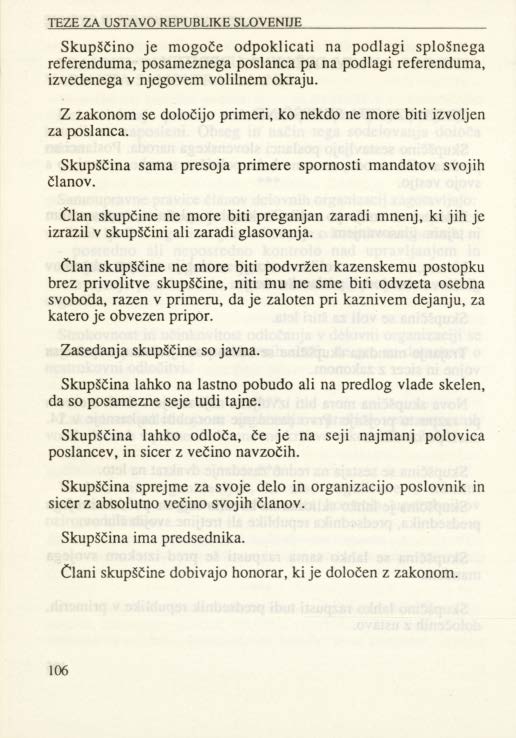 TEZE ZA USTAVO REPUBLIKE SLOVENIJE
Skupščino je mogoče odpoklicati na podlagi splošnega
referenduma, posameznega poslanca pa na podlagi referenduma,
izvedenega v njegovem volilnem okraju.
Z zakonom se določijo primeri, ko nekdo ne more biti izvoljen
za poslanca.
Skupščina sama presoja primere spornosti mandatov svojih
članov.
Član skupčine ne more biti preganjan zaradi mnenj, ki jih je
izrazil v skupščini ali zaradi glasovanja.
Član skupščine ne more biti podvržen kazenskemu postopku
brez privolitve skupščine, niti mu ne sme biti odvzeta osebna
svoboda, razen v primeru, da je zaloten pri kaznivem dejanju, za
katero je obvezen pripor.
Zasedanja skupščine so javna.
Skupščina lahko na lastno pobudo ali na predlog vlade skelen,
da so posamezne seje tudi tajne.
Skupščina lahko odloča, če je na seji najmanj polovica
poslancev, in sicer z večino navzočih.
Skupščina sprejme za svoje delo in organizacijo poslovnik in
sicer z absolutno večino svojih članov.
Skupščina ima predsednika.
Člani skupščine dobivajo honorar, ki je določen z zakonom.
106